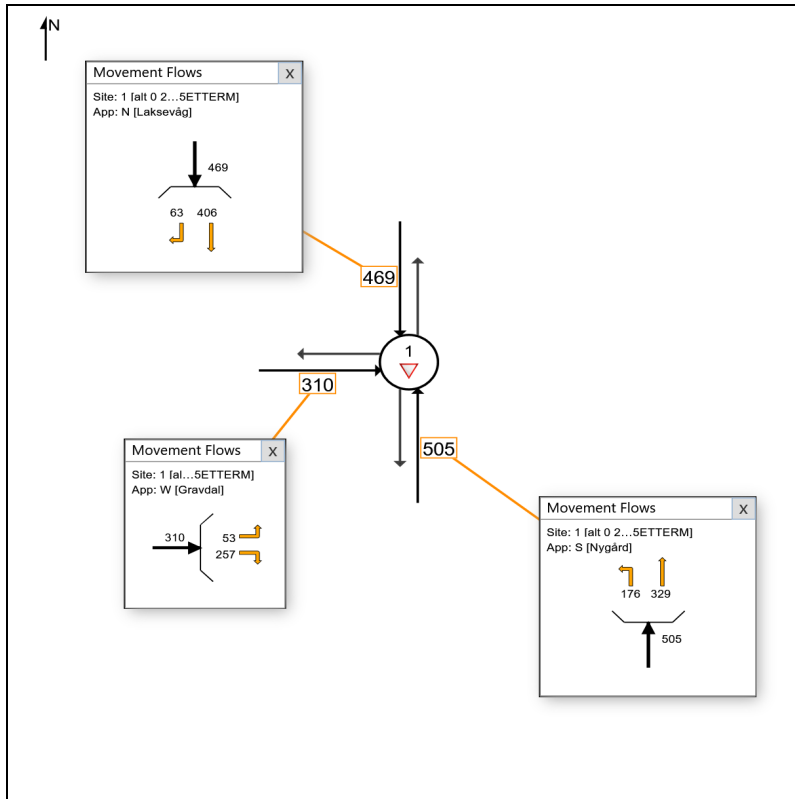 N
Movement Flows X
Site: 1 [alt 0 2...5ETTERM]
App: N [Laksevåg]
469
63 406
469
1
310
505
Movement Flows X
Site: 1 [al...5ETTERM]
App: W [Gravdal]
310
53
257
Movement Flows X
Site: 1 [alt 0 2...5ETTERM]
App: S [Nygård]
176 329
505